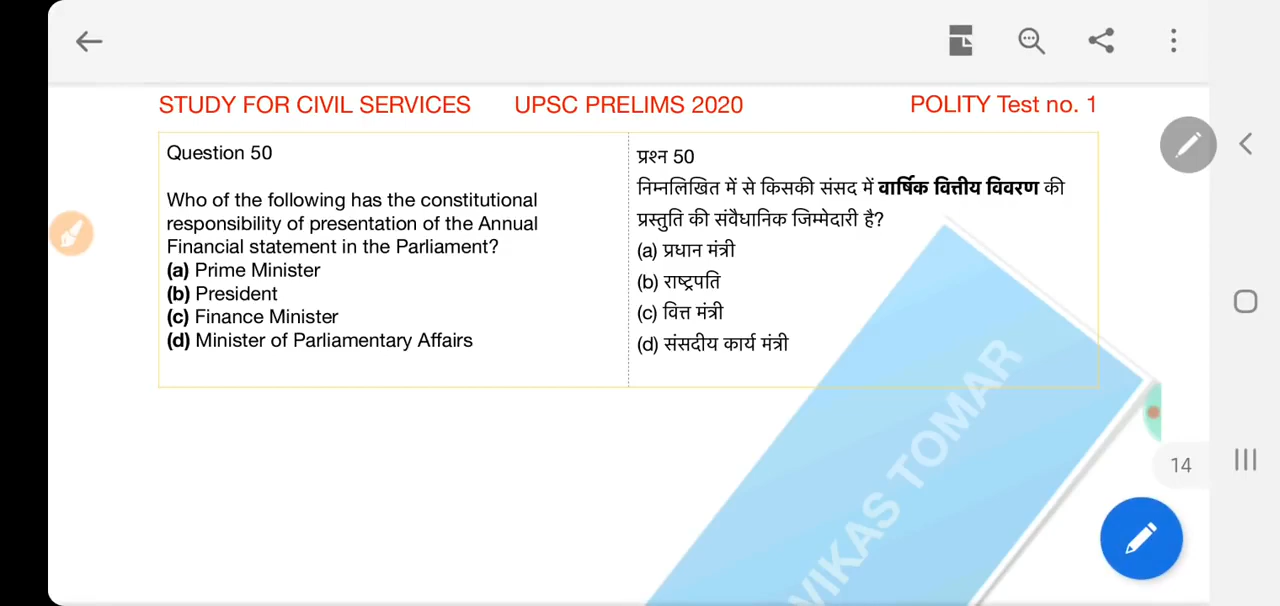 STUDY FOR CIVIL SERVICES UPSC PRELIMS 2020 POLITY Test no. 1
Question 50
Who of the following has the constitutional
responsibility of presentation of the Annual
Financial statement in the Parliament?
(a) Prime Minister
(b) President
(c) Finance Minister
(d) Minister of Parliamentary Affairs
प्रश्न 50
निम्नलिखित में से किसकी संसद में वार्षिक वित्तीय विवरण की
प्रस्तुति की संवैधानिक जिम्मेदारी है?
(a) प्रधान मंत्री
(b) राष्ट्रपति
(c) वित्त मंत्री
(d) संसदीय कार्य मंत्री
VIKAS TOMAR
14